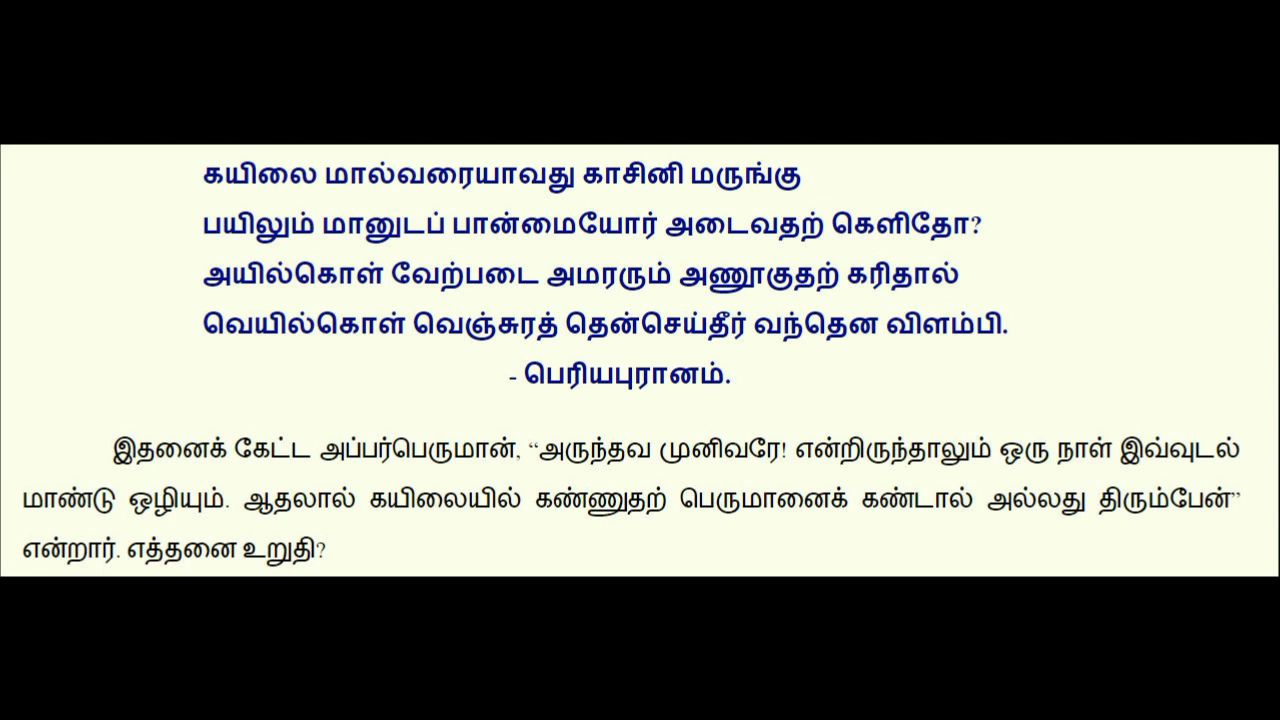 கயிலை மால்வரையாவது காசினி மருங்கு
பயிலும் மானுடப் பான்மையோர் அடைவதற் கெளிதோ?
அயில்கொள் வேற்படை அமரரும் அணூகுதற் கரிதால்
வெயில்கொள் வெஞ்சுரத் தென்செய்தீர் வந்தென விளம்பி.
- பெரியபுரானம்.
இதனைக் கேட்ட அப்பர்பெருமான், “அருந்தவ முனிவரே! என்றிருந்தாலும் ஒரு நாள் இவ்வுடல்
மாண்டு ஒழியும். ஆதலால் கயிலையில் கண்ணுதற் பெருமானைக் கண்டால் அல்லது திரும்பேன்”
என்றார். எத்தனை உறுதி?